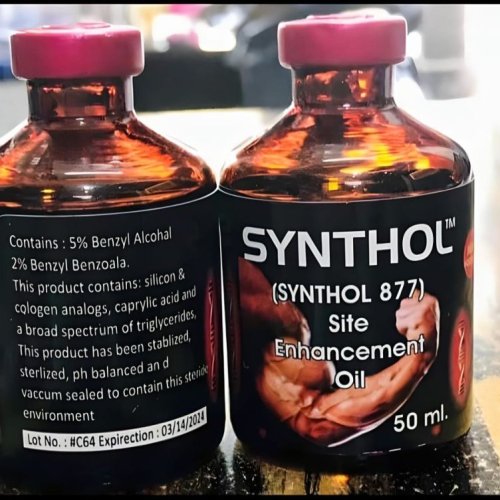 Contains : 5% Benzyl Alcohal
2% Benzyl Benzoala.
This product contains: silicon &
cologen analogs, caprylic acid and
a broad spectrum of triglycerides,
This product has been stablized,
sterlized, ph balanced an d
vaccum sealed to contain this steride
environment
Lot No. : #C64 Expirection : 03/14/2024
SYNTHOL™
(SYNTHOL 877)
Site
Enhancement
Oil
50 ml.